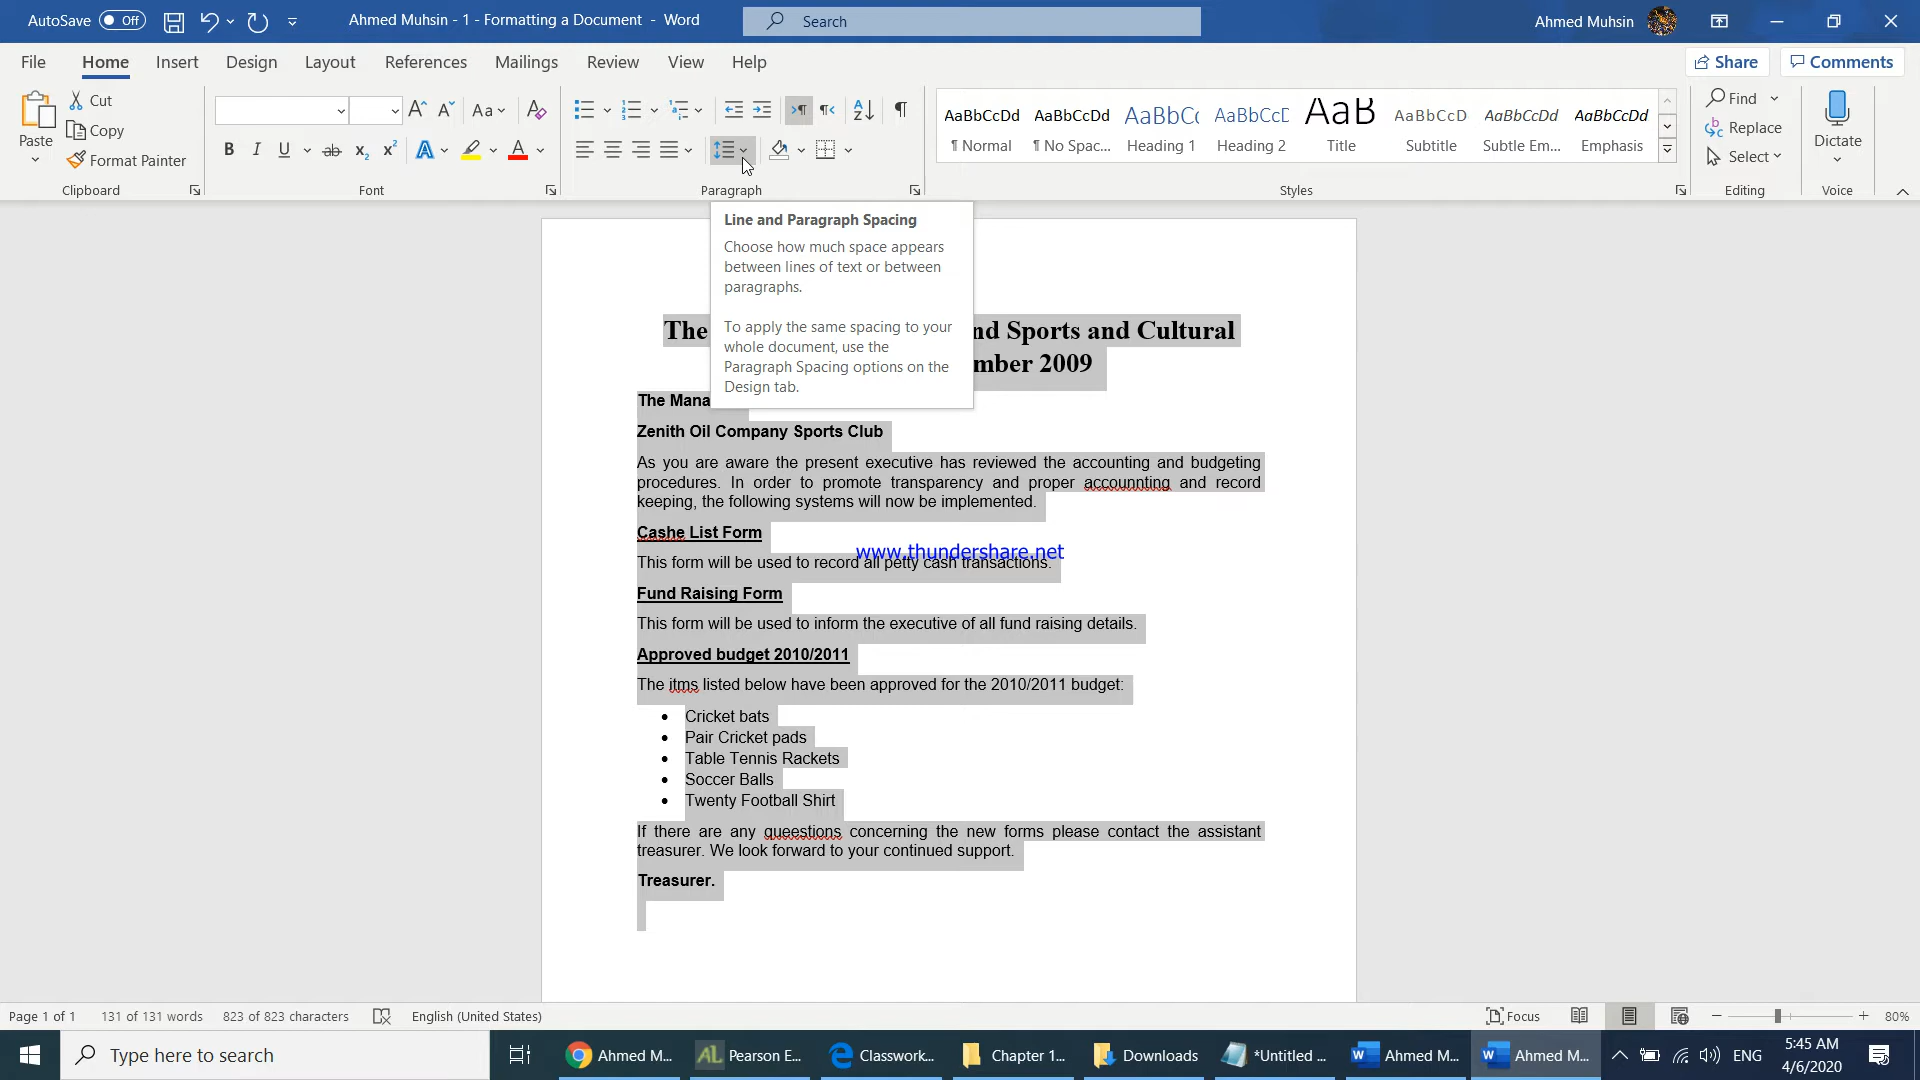 AutoSave Off
Ahmed Muhsin - 1 - Formatting a Document - Word
Search
Ahmed Muhsin
File Home Insert Design Layout References Mailings Review View Help
Share Comments
Paste
Cut
Copy
Format Painter
Clipboard
Aa
B I U ab x₂ x²
A A
Font
Paragraph
AaBbCcDd AaBbCcDd AaBbC AaBbCcD AaB AaBbCcD AaBbCcDd AaBbCcDd
¶ Normal ¶ No Spac... Heading 1 Heading 2 Title Subtitle Subtle Em... Emphasis
Styles
Find
Replace
Select
Editing
Dictate
Voice
Line and Paragraph Spacing
Choose how much space appears
between lines of text or between
paragraphs.
To apply the same spacing to your
whole document, use the
Paragraph Spacing options on the
Design tab.
The nd Sports and Cultural
mber 2009
The Mana
Zenith Oil Company Sports Club
As you are aware the present executive has reviewed the accounting and budgeting
procedures. In order to promote transparency and proper accounnting and record
keeping, the following systems will now be implemented.
Cashe List Form
www.thundershare.net
This form will be used to record all petty cash transactions.
Fund Raising Form
This form will be used to inform the executive of all fund raising details.
Approved budget 2010/2011
The itms listed below have been approved for the 2010/2011 budget:
• Cricket bats
• Pair Cricket pads
• Table Tennis Rackets
• Soccer Balls
• Twenty Football Shirt
If there are any queestions concerning the new forms please contact the assistant
treasurer. We look forward to your continued support.
Treasurer.
Page 1 of 1 131 of 131 words 823 of 823 characters English (United States)
Focus 80%
Type here to search
Ahmed M... Pearson E... Classwork... Chapter 1... Downloads *Untitled ... Ahmed M... Ahmed M...
ENG
5:45 AM
4/6/2020